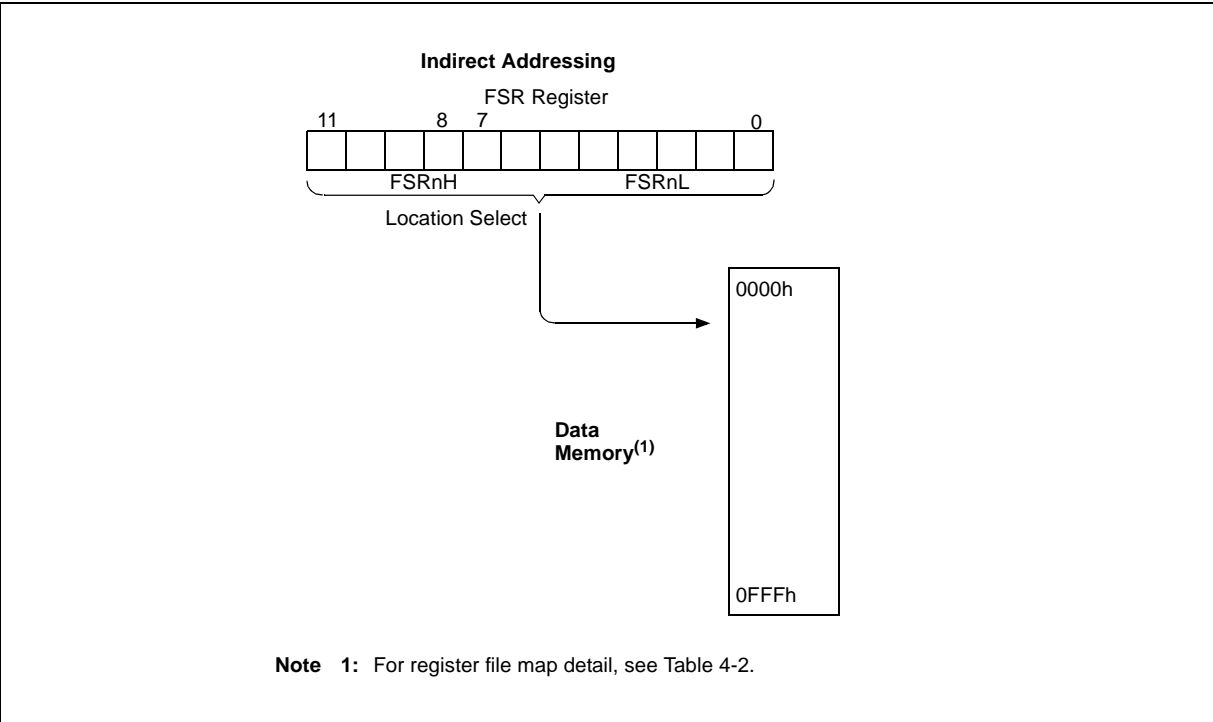 Indirect Addressing
FSR Register
11 8 7 0
FSRnH FSRnL
Location Select
0000h
Data
Memory(1)
0FFFh
Note 1: For register file map detail, see Table 4-2.